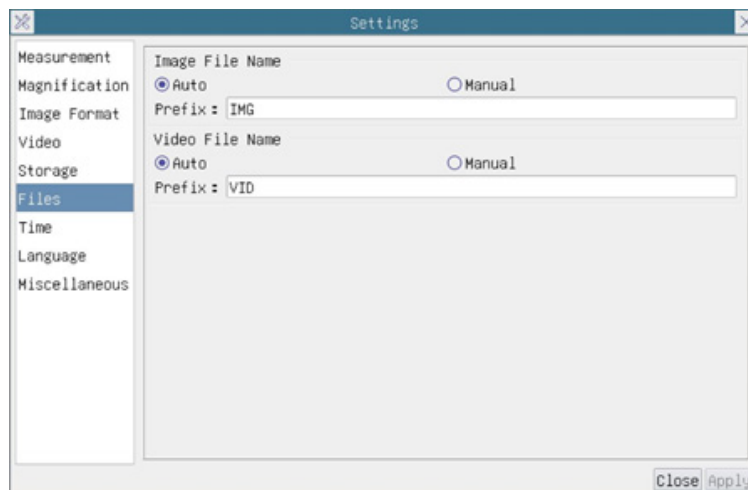 Settings
Measurement
Magnification
Image Format
Video
Storage
Files
Time
Language
Miscellaneous
Image File Name
Auto Manual
Prefix: IMG
Video File Name
Auto Manual
Prefix: VID
Close Apply